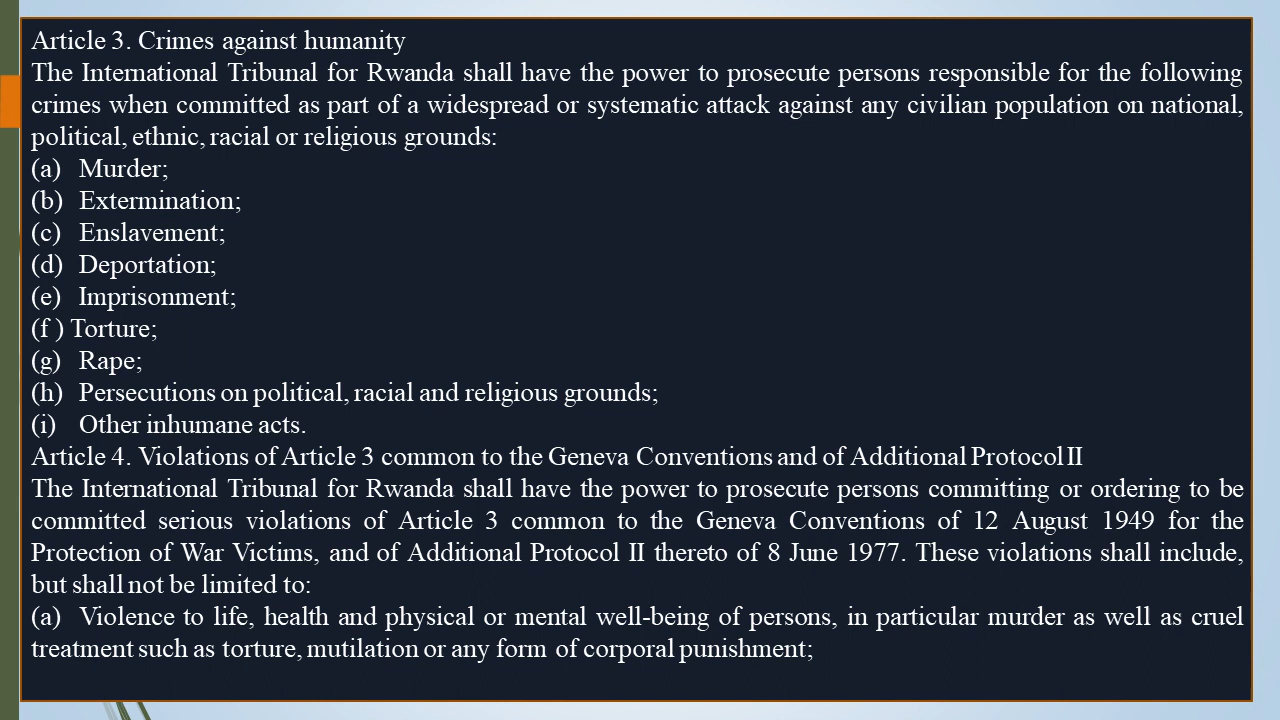 Article 3. Crimes against humanity
The International Tribunal for Rwanda shall have the power to prosecute persons responsible for the following
crimes when committed as part of a widespread or systematic attack against any civilian population on national,
political, ethnic, racial or religious grounds:
(a) Murder;
(b) Extermination;
(c) Enslavement;
(d) Deportation;
(e) Imprisonment;
(f ) Torture;
(g) Rape;
(h) Persecutions on political, racial and religious grounds;
(i) Other inhumane acts.
Article 4. Violations of Article 3 common to the Geneva Conventions and of Additional Protocol II
The International Tribunal for Rwanda shall have the power to prosecute persons committing or ordering to be
committed serious violations of Article 3 common to the Geneva Conventions of 12 August 1949 for the
Protection of War Victims, and of Additional Protocol II thereto of 8 June 1977. These violations shall include,
but shall not be limited to:
(a) Violence to life, health and physical or mental well-being of persons, in particular murder as well as cruel
treatment such as torture, mutilation or any form of corporal punishment;